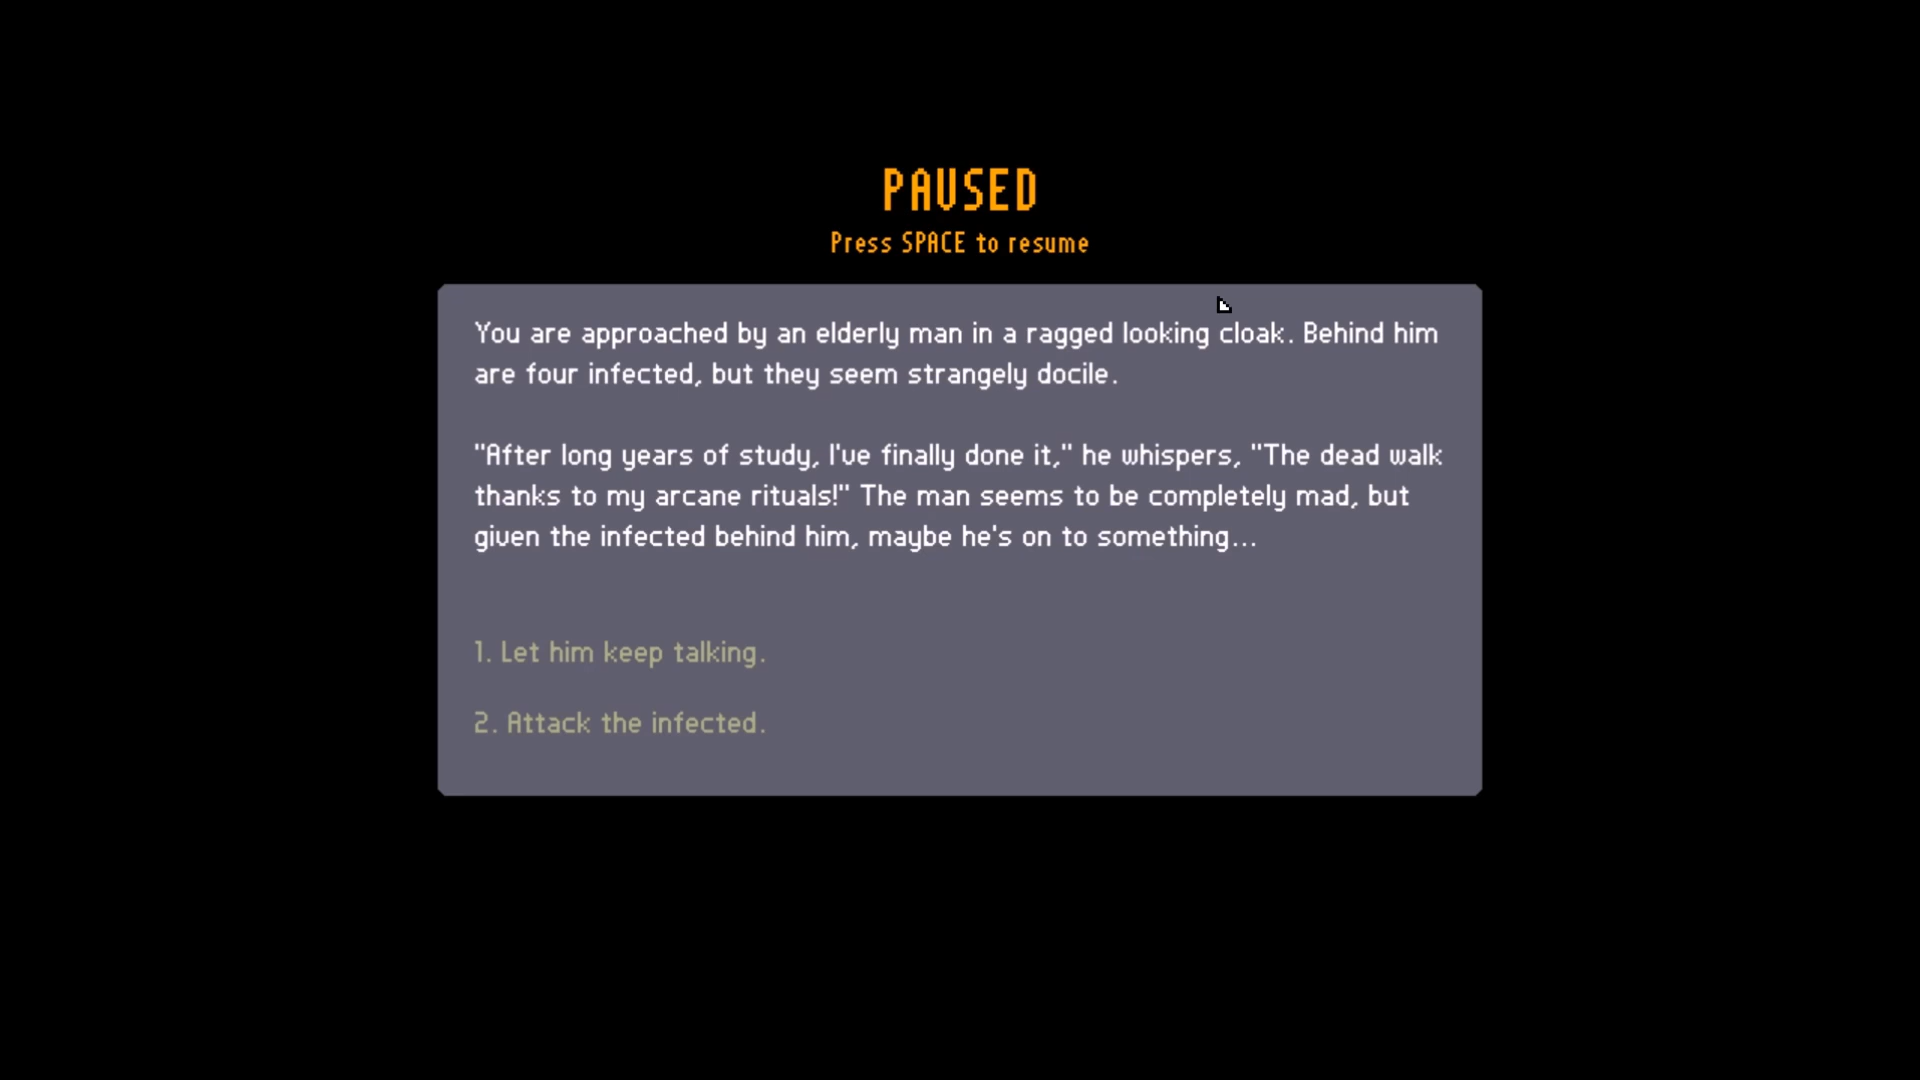 PAUSED
Press SPACE to resume
You are approached by an elderly man in a ragged looking cloak. Behind him
are four infected, but they seem strangely docile.
"After long years of study, I've finally done it," he whispers, "The dead walk
thanks to my arcane rituals!" The man seems to be completely mad, but
given the infected behind him, maybe he's on to something...
1. Let him keep talking.
2. Attack the infected.